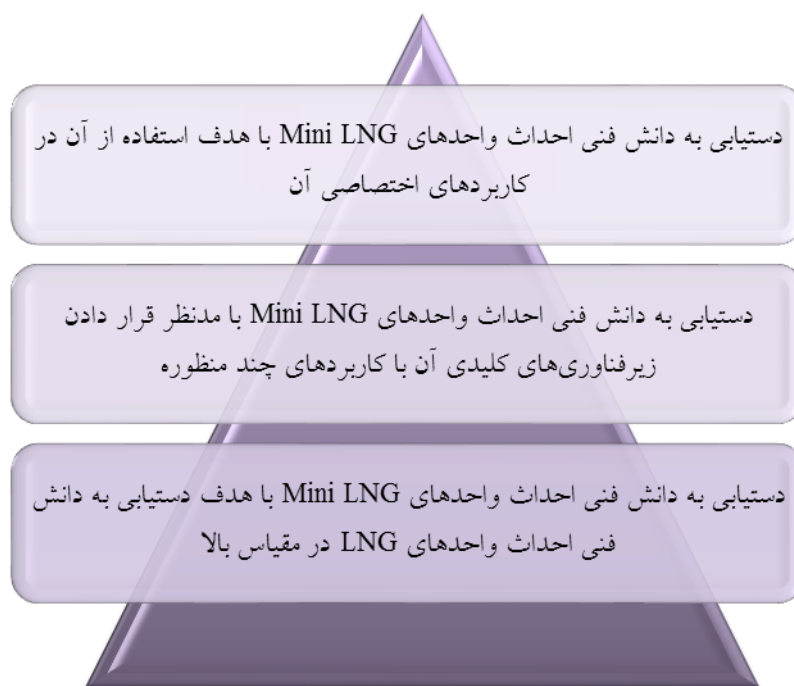 دستیابی به دانش فنی احداث واحدهای Mini LNG با هدف استفاده از آن در
کاربردهای اختصاصی آن
دستیابی به دانش فنی احداث واحدهای Mini LNG با مدنظر قرار دادن
زیرفناوری‌های کلیدی آن با کاربردهای چند منظوره
دستیابی به دانش فنی احداث واحدهای Mini LNG با هدف دستیابی به دانش
فنی احداث واحدهای LNG در مقیاس بالا